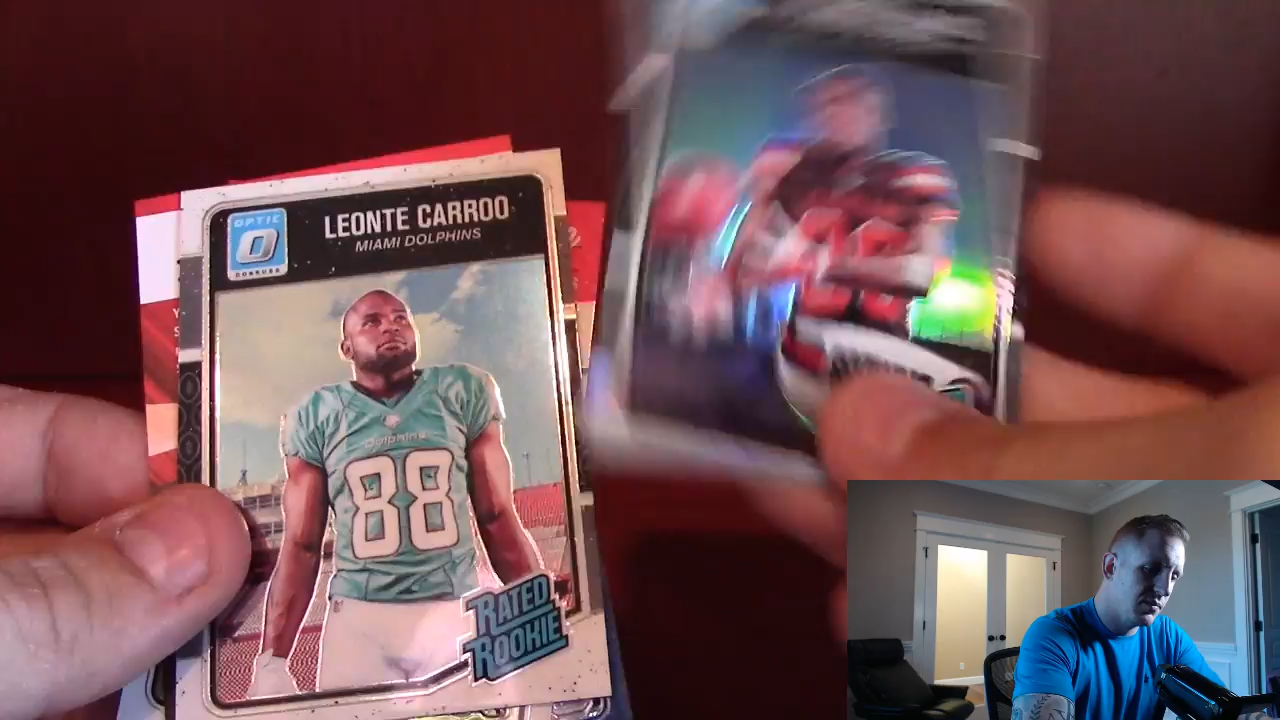 OPTIC
O
DONRUSS
LEONTE CARROO
MIAMI DOLPHINS
Dolphins
88
RATED
ROOKIE